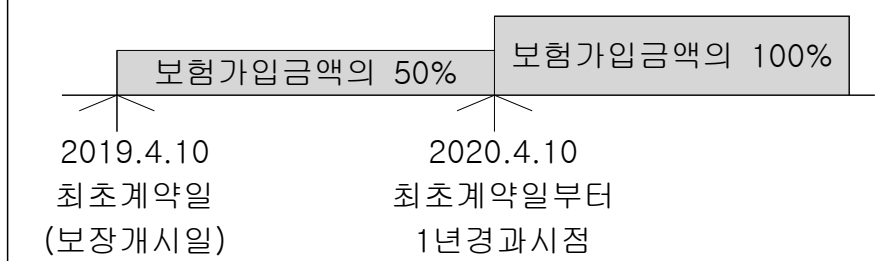 보험가입금액의 50%
보험가입금액의 100%
2019.4.10
최초계약일
(보장개시일)
2020.4.10
최초계약일부터
1년경과시점